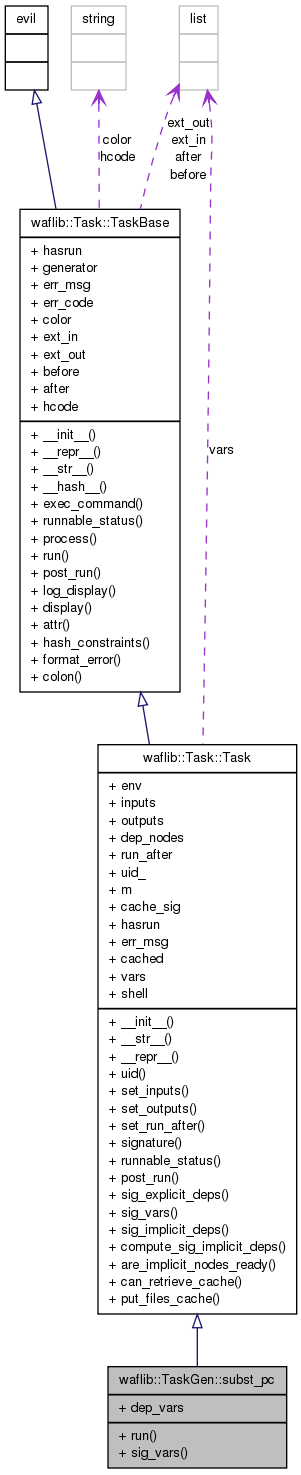 evil
string
list
color
hcode
ext_out
ext_in
after
before
waflib::Task::TaskBase
+ hasrun
+ generator
+ err_msg
+ err_code
+ color
+ ext_in
+ ext_out
+ before
+ after
+ hcode
+ __init__()
+ __repr__()
+ __str__()
+ __hash__()
+ exec_command()
+ runnable_status()
+ process()
+ run()
+ post_run()
+ log_display()
+ display()
+ attr()
+ hash_constraints()
+ format_error()
+ colon()
vars
waflib::Task::Task
+ env
+ inputs
+ outputs
+ dep_nodes
+ run_after
+ uid_
+ m
+ cache_sig
+ hasrun
+ err_msg
+ cached
+ vars
+ shell
+ __init__()
+ __str__()
+ __repr__()
+ uid()
+ set_inputs()
+ set_outputs()
+ set_run_after()
+ signature()
+ runnable_status()
+ post_run()
+ sig_explicit_deps()
+ sig_vars()
+ sig_implicit_deps()
+ compute_sig_implicit_deps()
+ are_implicit_nodes_ready()
+ can_retrieve_cache()
+ put_files_cache()
waflib::TaskGen::subst_pc
+ dep_vars
+ run()
+ sig_vars()